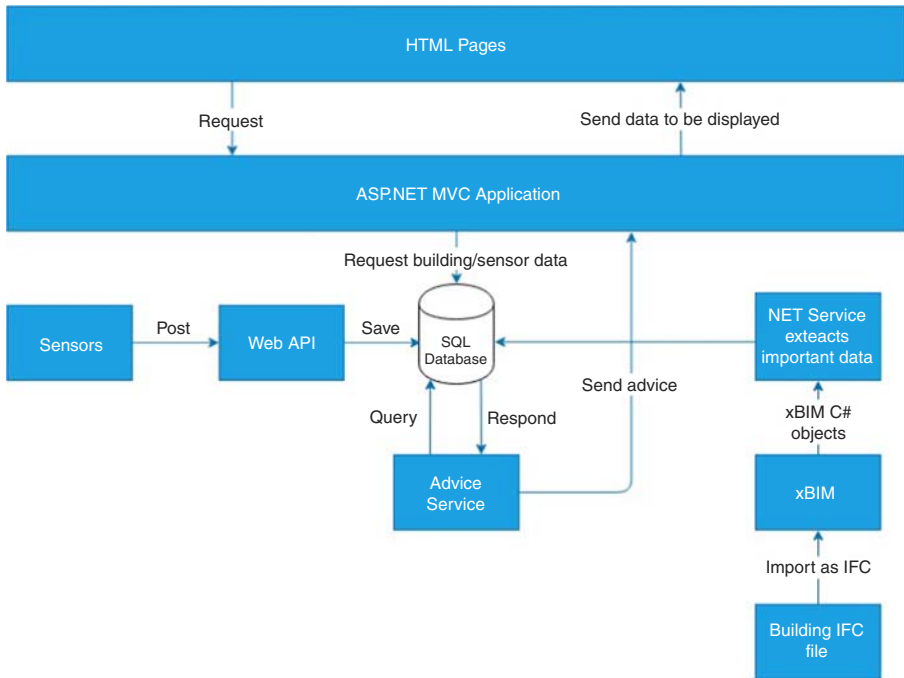 HTML Pages
Request
Send data to be displayed
ASP.NET MVC Application
Request building/sensor data
Sensors
Post
Web API
Save
SQL
Database
NET Service
exteacts
important data
Query
Respond
Send advice
xBIM C#
objects
Advice
Service
xBIM
Import as IFC
Building IFC
file